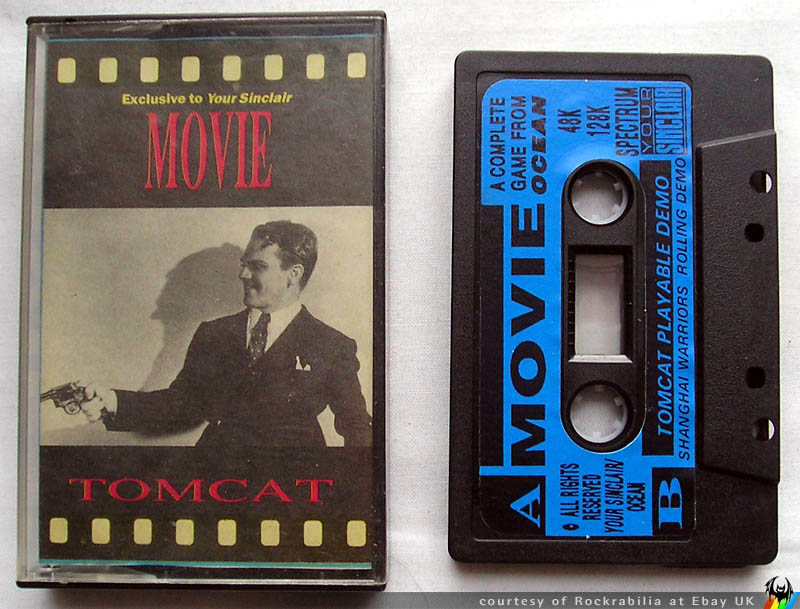 Exclusive to Your Sinclair
MOVIE
TOMCAT
A MOVIE
A COMPLETE
GAME FROM
OCEAN
48K
128K
SPECTRUM
YOUR
SINCLAIR
ALL RIGHTS
RESERVED
YOUR SINCLAIR/
OCEAN
B TOMCAT PLAYABLE DEMO
SHANGHAI WARRIORS ROLLING DEMO
courtesy of Rockrabilia at Ebay UK